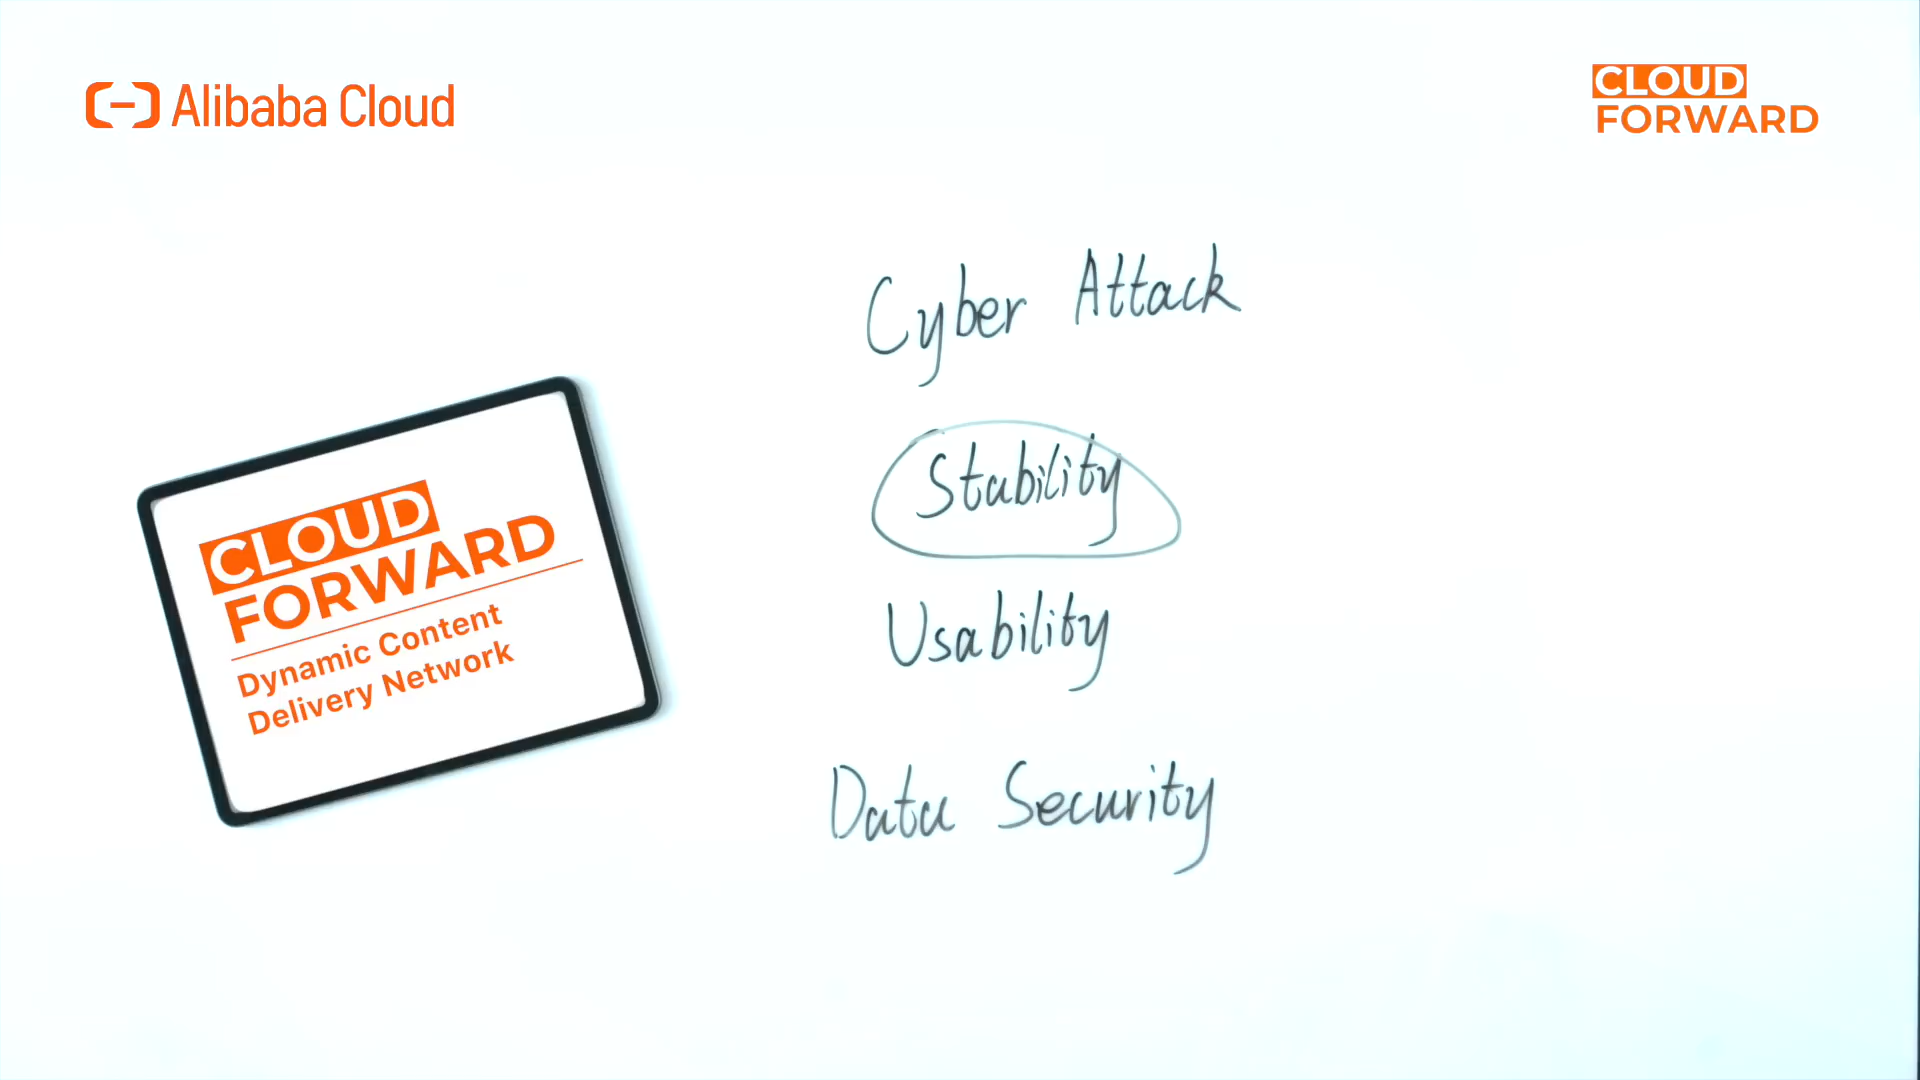 Alibaba Cloud
CLOUD
FORWARD
Cyber Attack
Stability
Usability
Data Security
CLOUD
FORWARD
Dynamic Content
Delivery Network